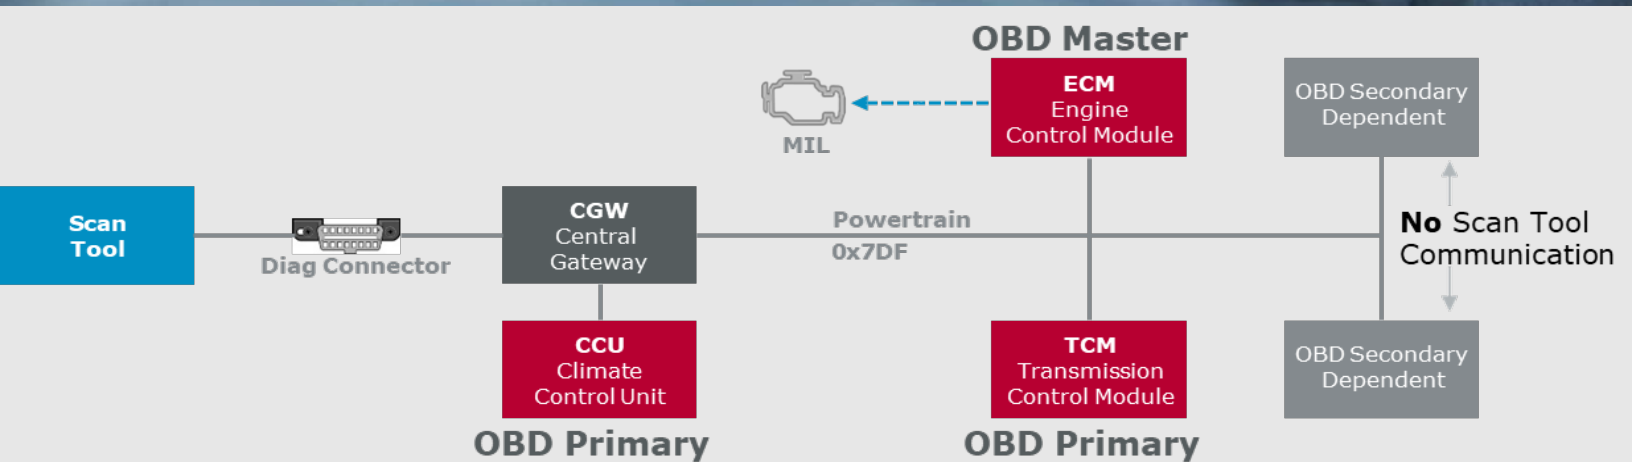 OBD Master
ECM
Engine
Control Module
OBD Secondary
Dependent
MIL
Scan
Tool
Diag Connector
CGW
Central
Gateway
Powertrain
0x7DF
No Scan Tool
Communication
CCU
Climate
Control Unit
OBD Primary
TCM
Transmission
Control Module
OBD Primary
OBD Secondary
Dependent